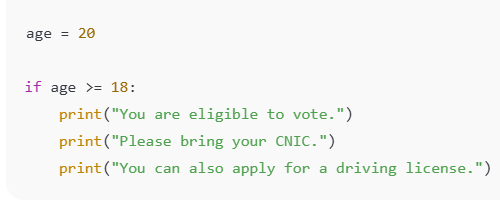 age = 20
if age >= 18:
    print("You are eligible to vote.")
    print("Please bring your CNIC.")
    print("You can also apply for a driving license.")